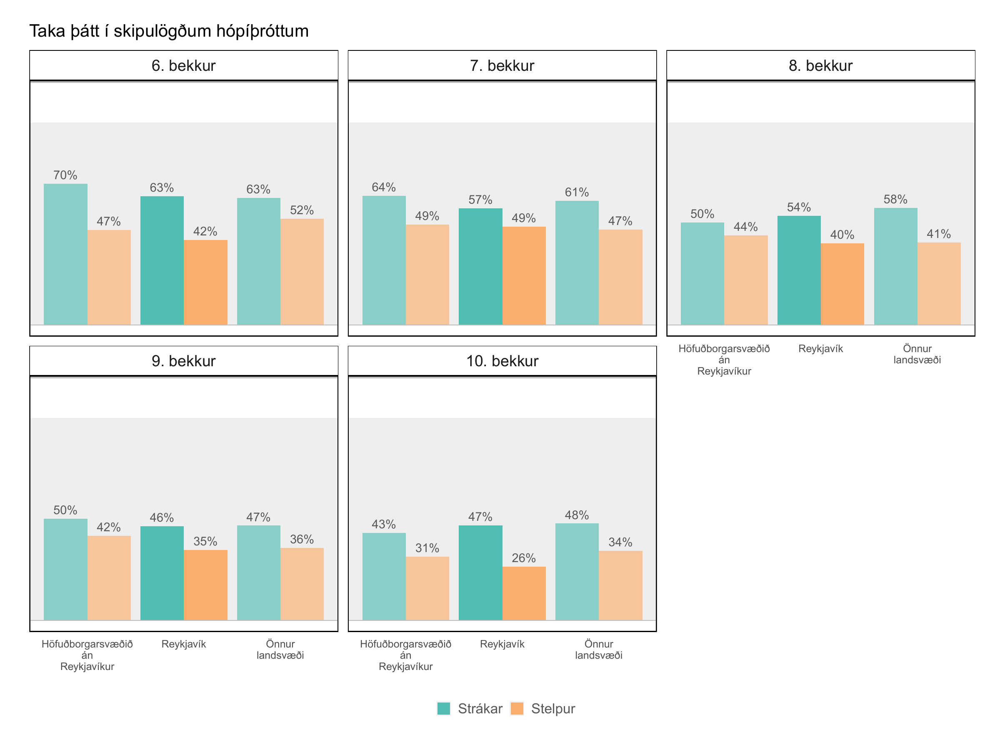 Taka þátt í skipulögðum hópíþróttum
6. bekkur
70%
47%
63%
42%
63%
52%
7. bekkur
64%
49%
57%
49%
61%
47%
8. bekkur
50%
44%
54%
40%
58%
41%
Höfuðborgarsvæðið
án
Reykjavíkur
Reykjavík
Önnur
landsvæði
9. bekkur
50%
42%
46%
35%
47%
36%
Höfuðborgarsvæðið
án
Reykjavíkur
Reykjavík
Önnur
landsvæði
10. bekkur
43%
31%
47%
26%
48%
34%
Höfuðborgarsvæðið
án
Reykjavíkur
Reykjavík
Önnur
landsvæði
Strákar
Stelpur